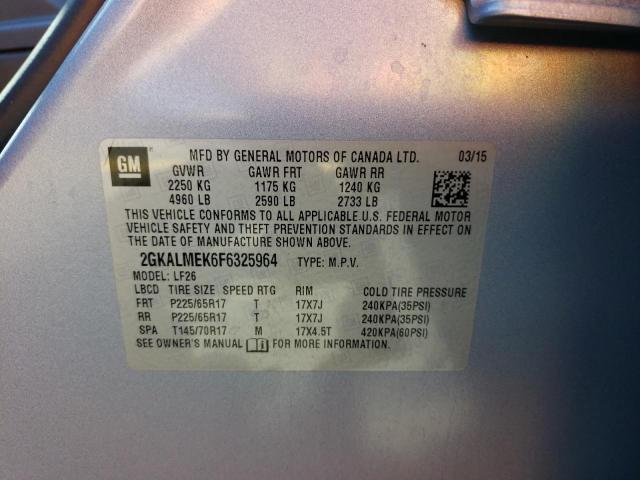 GM MFD BY GENERAL MOTORS OF CANADA LTD. 03/15
GVWR GAWR FRT GAWR RR
2250 KG 1175 KG 1240 KG
4960 LB 2590 LB 2733 LB
THIS VEHICLE CONFORMS TO ALL APPLICABLE U.S. FEDERAL MOTOR
VEHICLE SAFETY AND THEFT PREVENTION STANDARDS IN EFFECT ON
THE DATE OF MANUFACTURE SHOWN ABOVE.
2GKALMEK6F6325964 TYPE: M.P.V.
MODEL: LF26
LBCD TIRE SIZE SPEED RTG RIM COLD TIRE PRESSURE
FRT P225/65R17 T 17X7J 240KPA(35PSI)
RR P225/65R17 T 17X7J 240KPA(35PSI)
SPA T145/70R17 M 17X4.5T 420KPA(60PSI)
SEE OWNER'S MANUAL FOR MORE INFORMATION.